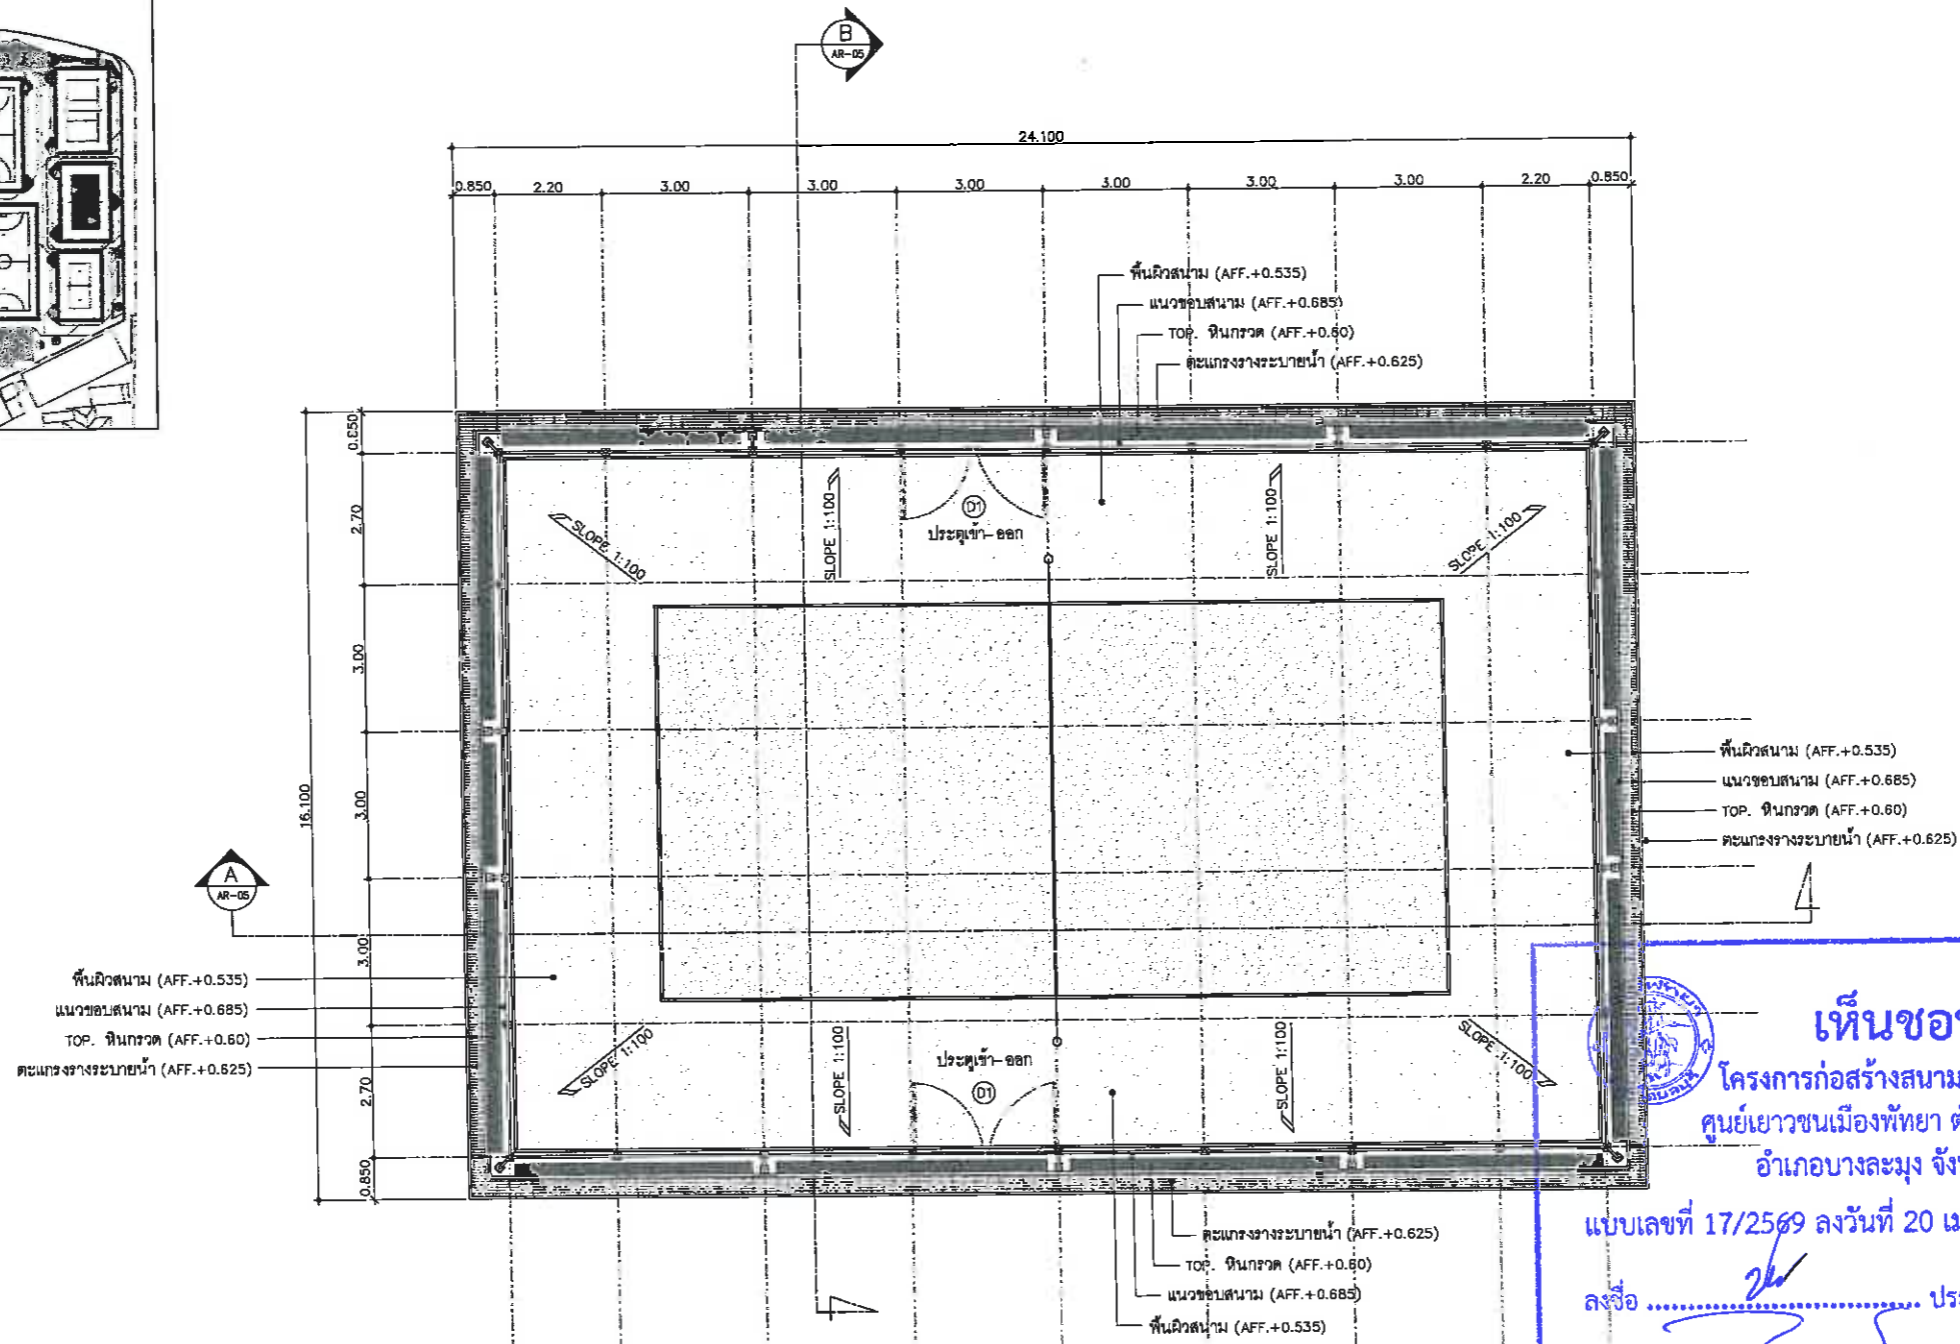 B
AR-05
24.100
0.850 2.20 3.00 3.00 3.00 3.00 3.00 3.00 2.20 0.850
พื้นผิวสนาม (AFF.+0.535)
แนวขอบสนาม (AFF.+0.685)
TOP. หินกรวด (AFF.+0.60)
ตะแกรงรางระบายน้ำ (AFF.+0.625)
16.100
0.850
2.70
3.00
3.00
3.00
2.70
0.850
SLOPE 1:100
SLOPE 1:100
D1
ประตูเข้า-ออก
SLOPE 1:100
SLOPE 1:100
พื้นผิวสนาม (AFF.+0.535)
แนวขอบสนาม (AFF.+0.685)
TOP. หินกรวด (AFF.+0.60)
ตะแกรงรางระบายน้ำ (AFF.+0.625)
A
AR-05
พื้นผิวสนาม (AFF.+0.535)
แนวขอบสนาม (AFF.+0.685)
TOP. หินกรวด (AFF.+0.60)
ตะแกรงรางระบายน้ำ (AFF.+0.625)
SLOPE 1:100
SLOPE 1:100
ประตูเข้า-ออก
D1
SLOPE 1:100
SLOPE 1:100
ตะแกรงรางระบายน้ำ (AFF.+0.625)
TOP. หินกรวด (AFF.+0.60)
แนวขอบสนาม (AFF.+0.685)
พื้นผิวสนาม (AFF.+0.535)
เห็นชอบ
โครงการก่อสร้างสนาม
ศูนย์เยาวชนเมืองพัทยา
อำเภอบางละมุง
แบบเลขที่ 17/2569 ลงวันที่ 20
ลงชื่อ